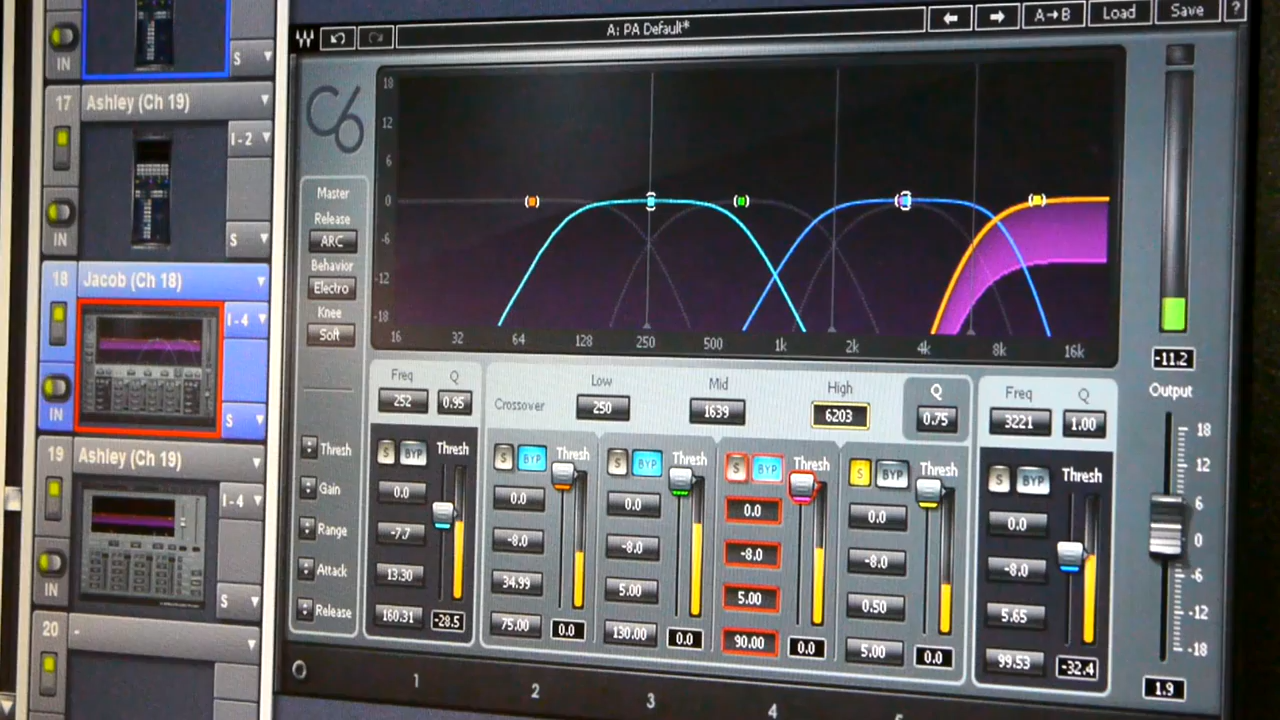 A: PA Default*
A→B
Load
Save
?
IN
S
17
Ashley (Ch 19)
I-2
IN
S
18
Jacob (Ch 18)
I-4
IN
S
19
Ashley (Ch 19)
I-4
IN
S
20
-
C6
Master
Release
ARC
Behavior
Electro
Knee
Soft
18
12
6
0
-6
-12
-18
16 32 64 128 250 500 1k 2k 4k 8k 16k
-11.2
Output
18
12
6
0
-6
-12
-18
1.9
Freq Q
252 0.95
Crossover
Low
250
Mid
1639
High
6203
Q
0.75
Freq Q
3221 1.00
Thresh
Gain
Range
Attack
Release
S BYP Thresh
0.0
-7.7
13.30
160.31 -28.5
S BYP Thresh
0.0
-8.0
34.99
75.00 0.0
S BYP Thresh
0.0
-8.0
5.00
130.00 0.0
S BYP Thresh
0.0
-8.0
5.00
90.00 0.0
S BYP Thresh
0.0
-8.0
0.50
5.00 0.0
S BYP Thresh
0.0
-8.0
5.65
99.53 -32.4
1 2 3 4